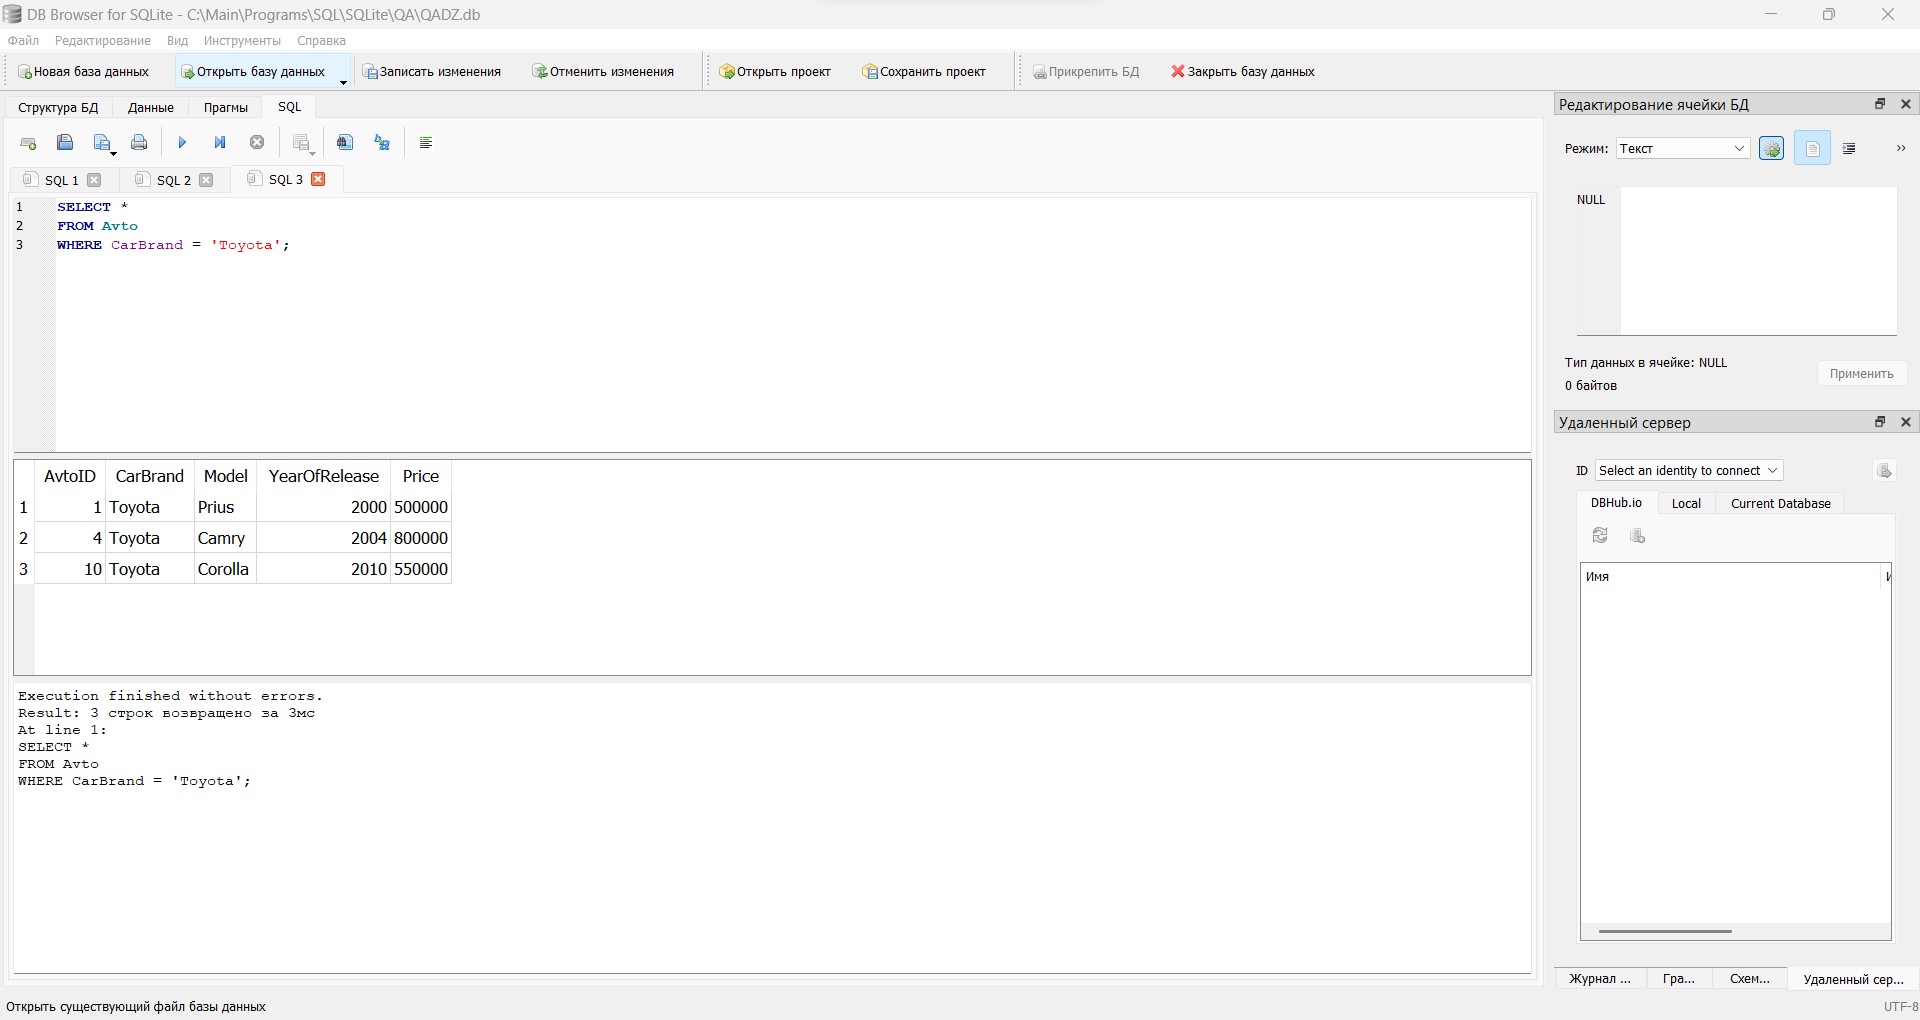 DB Browser for SQLite - C:\Main\Programs\SQL\SQLite\QA\QADZ.db
Файл Редактирование Вид Инструменты Справка
Новая база данных Открыть базу данных Записать изменения Отменить изменения Открыть проект Сохранить проект Прикрепить БД Закрыть базу данных
Структура БД Данные Прагмы SQL
SQL 1 SQL 2 SQL 3
1 SELECT *
2 FROM Avto
3 WHERE CarBrand = 'Toyota';
AvtoID CarBrand Model YearOfRelease Price
1 1 Toyota Prius 2000 500000
2 4 Toyota Camry 2004 800000
3 10 Toyota Corolla 2010 550000
Execution finished without errors.
Result: 3 строк возвращено за 3мс
At line 1:
SELECT *
FROM Avto
WHERE CarBrand = 'Toyota';
Редактирование ячейки БД
Режим: Текст
NULL
Тип данных в ячейке: NULL
0 байтов
Применить
Удаленный сервер
ID Select an identity to connect
DBHub.io Local Current Database
Имя
Журнал ... Гра... Схем... Удаленный сер...
Открыть существующий файл базы данных
UTF-8